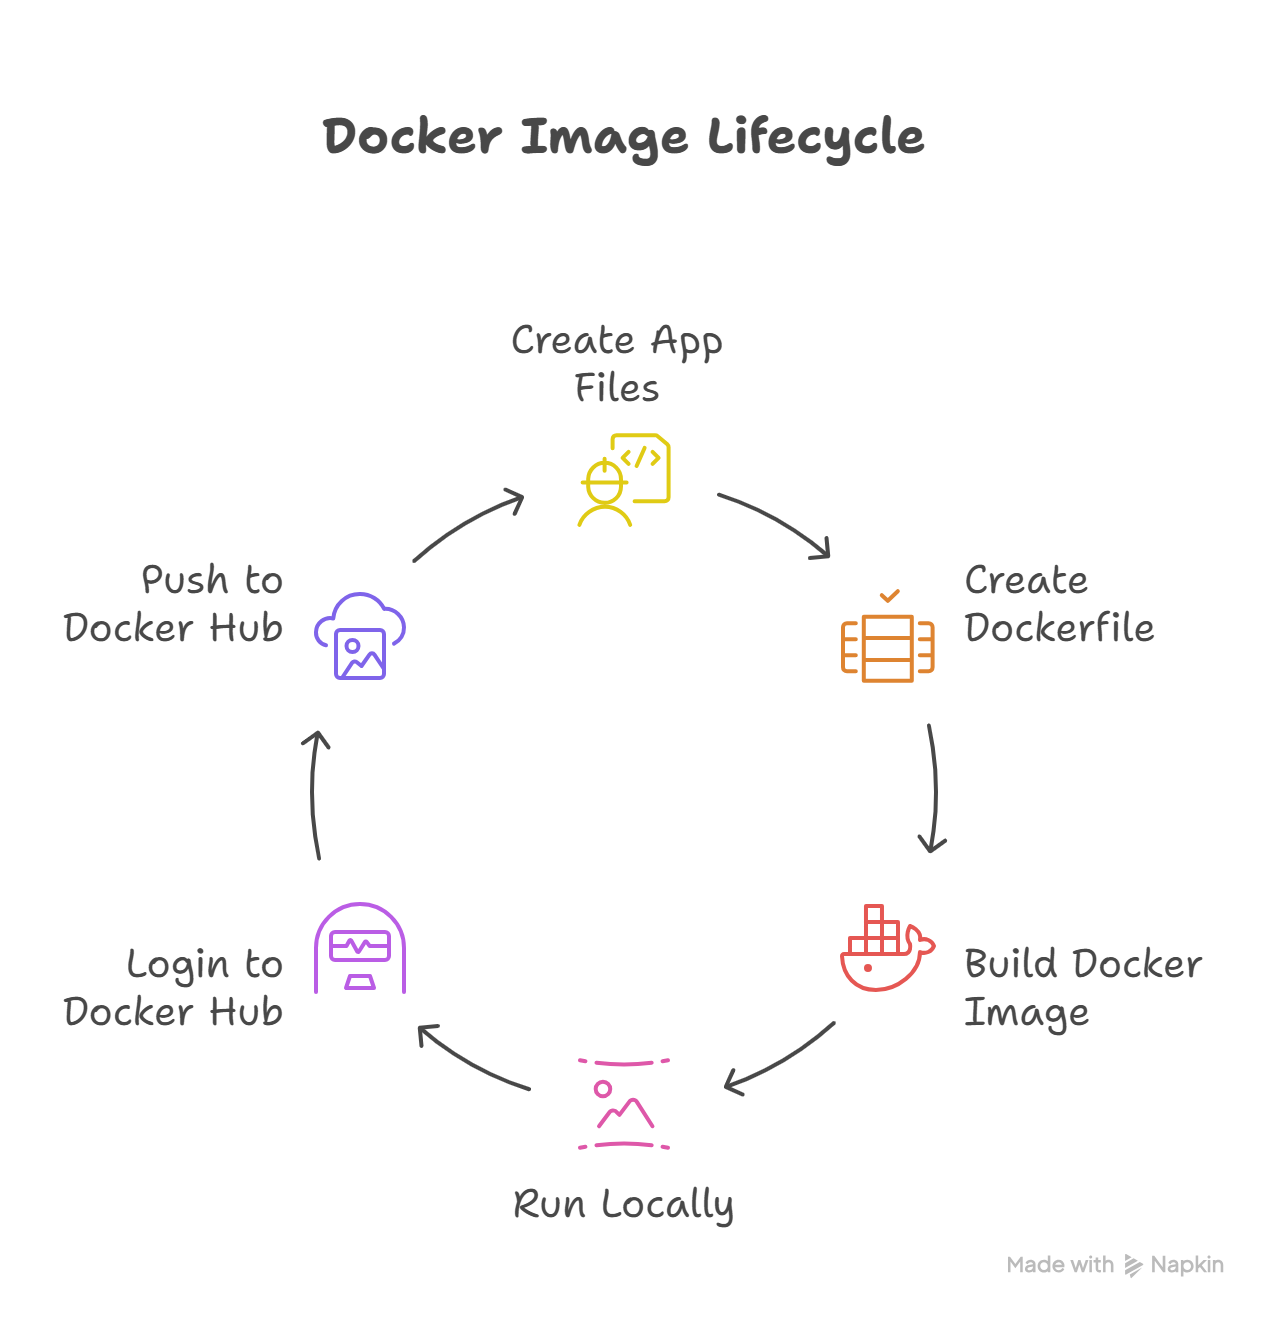 Docker Image Lifecycle
Create App
Files
Create
Dockerfile
Build Docker
Image
Run Locally
Login to
Docker Hub
Push to
Docker Hub
Made with Napkin